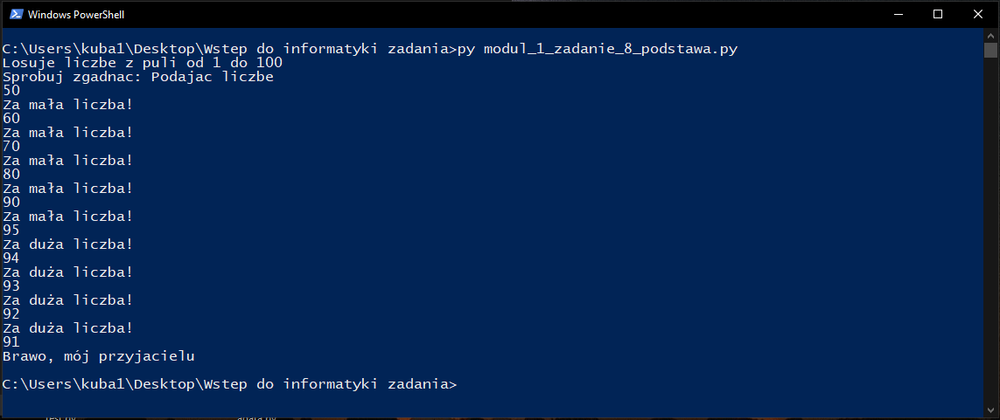 Windows PowerShell
C:\Users\kuba1\Desktop\Wstep do informatyki zadania>py modul_1_zadanie_8_podstawa.py
Losuje liczbe z puli od 1 do 100
Sprobuj zgadnac: Podajac liczbe
50
Za mała liczba!
60
Za mała liczba!
70
Za mała liczba!
80
Za mała liczba!
90
Za mała liczba!
95
Za duża liczba!
94
Za duża liczba!
93
Za duża liczba!
92
Za duża liczba!
91
Brawo, mój przyjacielu
C:\Users\kuba1\Desktop\Wstep do informatyki zadania>